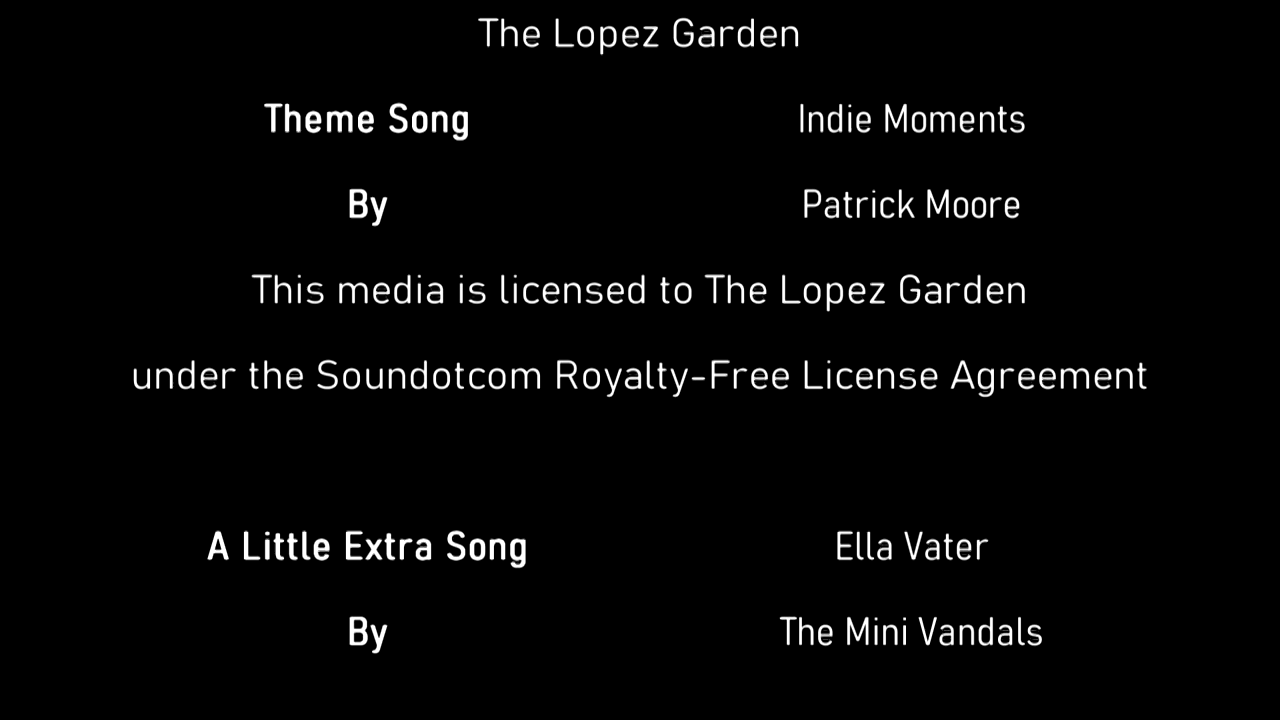 The Lopez Garden
Theme Song Indie Moments
By Patrick Moore
This media is licensed to The Lopez Garden
under the Soundotcom Royalty-Free License Agreement
A Little Extra Song Ella Vater
By The Mini Vandals